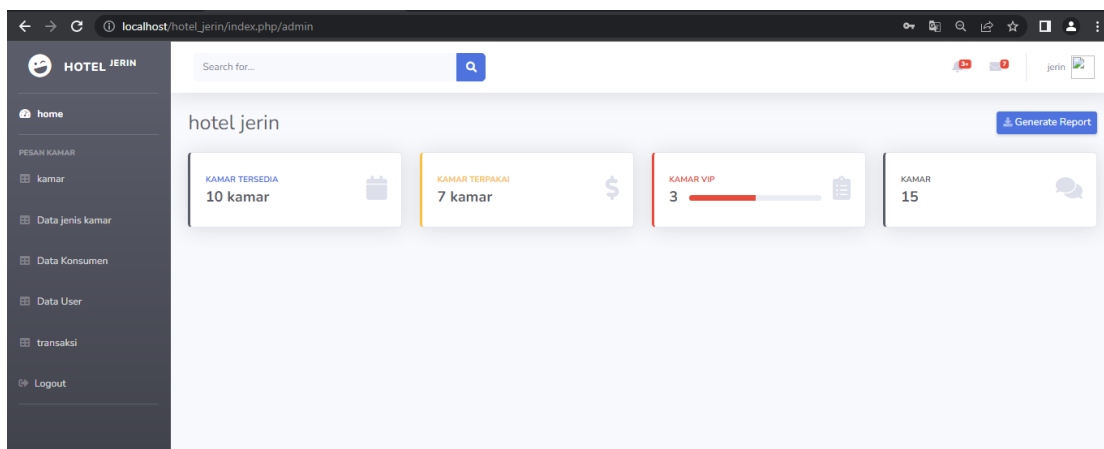 localhost/hotel_jerin/index.php/admin
HOTEL JERIN
Search for...
3+
7
jerin
home
hotel jerin
Generate Report
PESAN KAMAR
kamar
Data jenis kamar
Data Konsumen
Data User
transaksi
Logout
KAMAR TERSEDIA
10 kamar
KAMAR TERPAKAI
7 kamar
KAMAR VIP
3
KAMAR
15